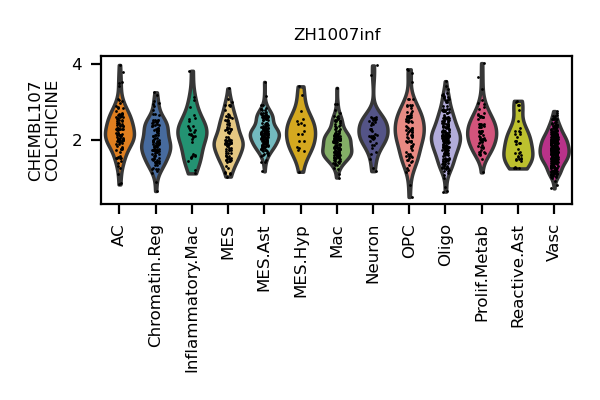 ZH1007inf
CHEMBL107
COLCHICINE
4
2
AC
Chromatin.Reg
Inflammatory.Mac
MES
MES.Ast
MES.Hyp
Mac
Neuron
OPC
Oligo
Prolif.Metab
Reactive.Ast
Vasc